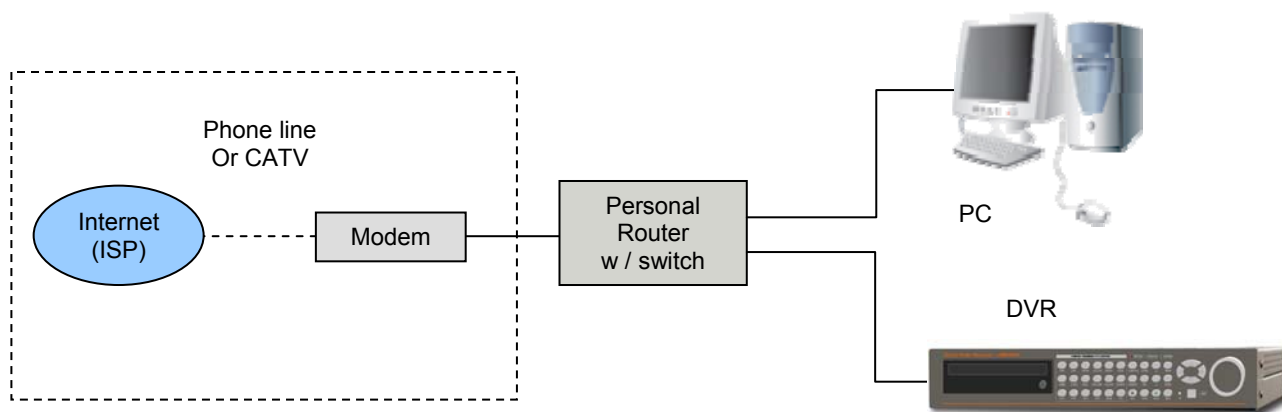 Phone line
Or CATV
Internet
(ISP)
Modem
Personal
Router
w / switch
PC
DVR